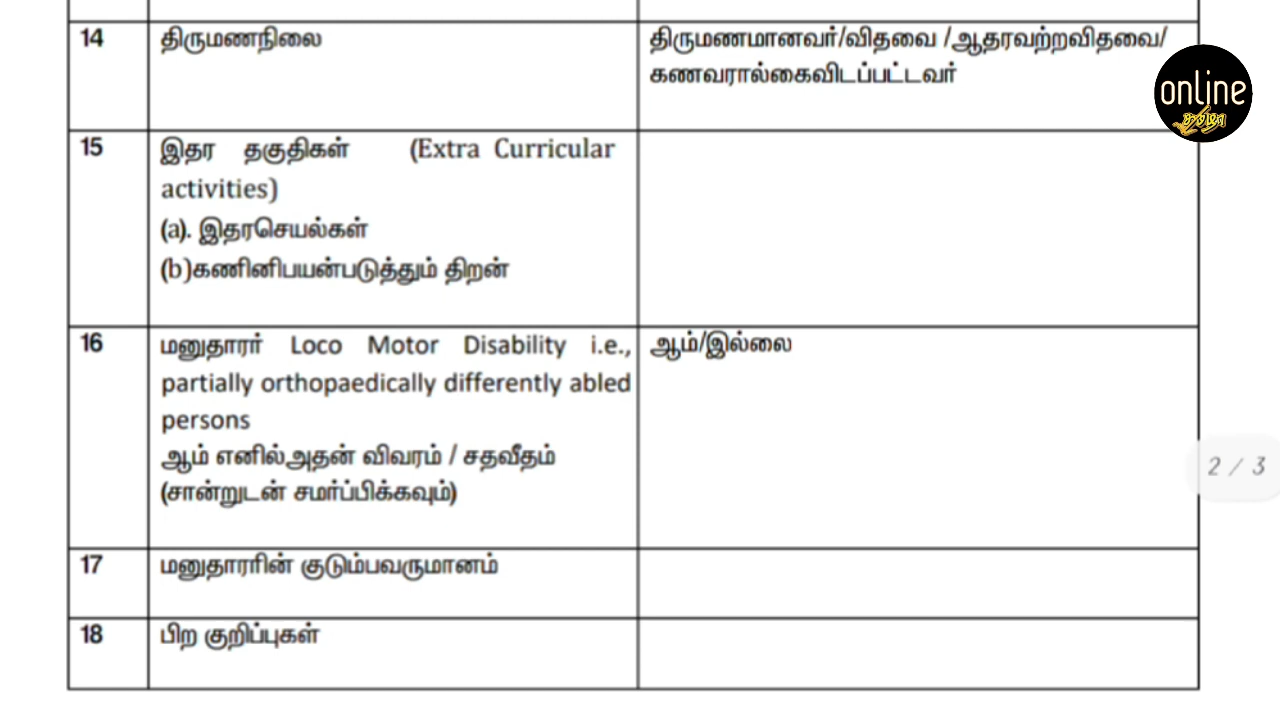 14 திருமணநிலை திருமணமானவர்/விதவை /ஆதரவற்றவிதவை/
கணவரால்கைவிடப்பட்டவர்
online
தமிழா
15 இதர தகுதிகள் (Extra Curricular
activities)
(a). இதரசெயல்கள்
(b)கணினிபயன்படுத்தும் திறன்
16 மனுதாரர் Loco Motor Disability i.e., ஆம்/இல்லை
partially orthopaedically differently abled
persons
ஆம் எனில்அதன் விவரம் / சதவீதம்
(சான்றுடன் சமர்ப்பிக்கவும்)
2 / 3
17 மனுதாரரின் குடும்பவருமானம்
18 பிற குறிப்புகள்